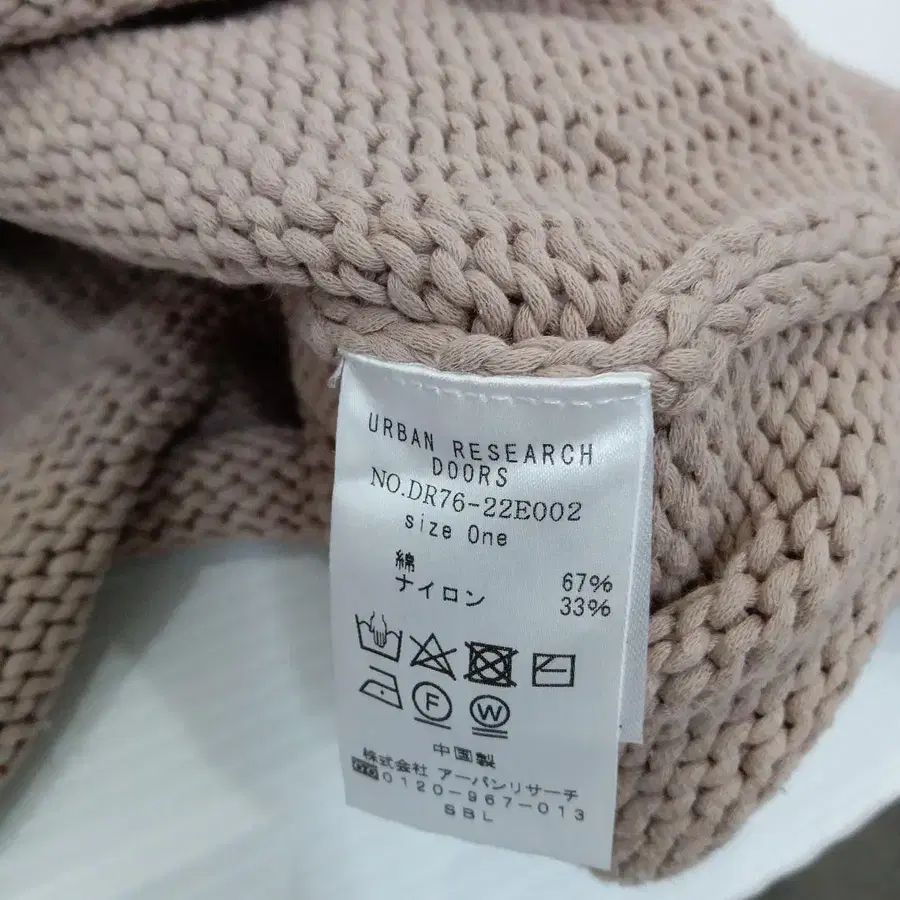 URBAN RESEARCH
DOORS
NO.DR76-22E002
size One
綿 67%
ナイロン 33%
F W
中国製
株式会社 アーバンリサーチ
0120-967-013
SBL